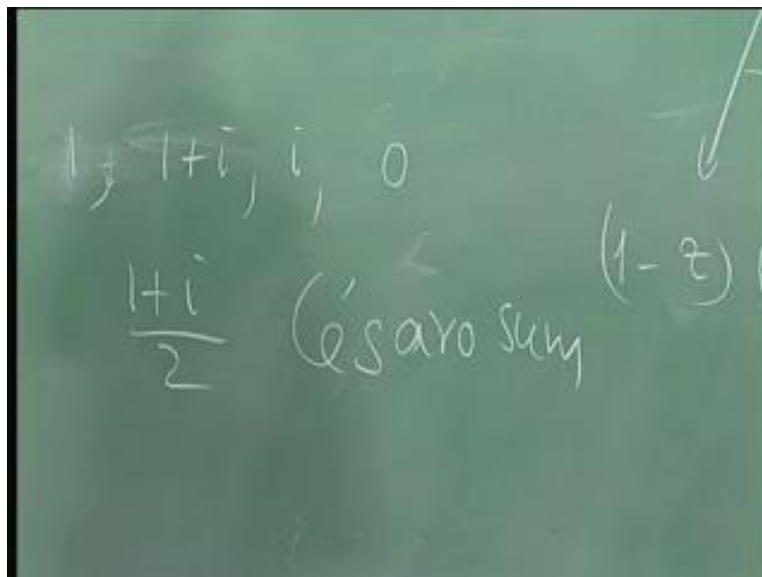 1, 1+i, i, 0
(1-z)(
1+i/2 Césaro sum